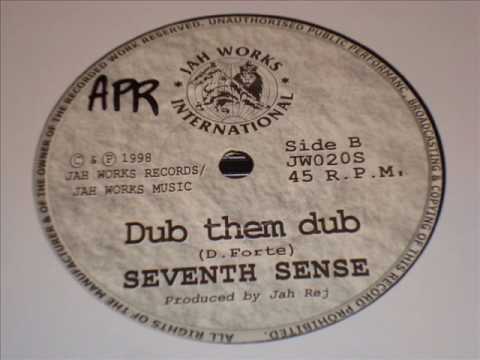 ALL RIGHTS OF THE MANUFACTURER & OF THE OWNER OF THE RECORDED WORK RESERVED. UNAUTHORISED PUBLIC PERFORMANC, BROADCASTING & COPYING OF THIS RECORD PROHIBITED.
JAH WORKS
INTERNATIONAL
APR
Side B
JW020S
45 R.P.M.
© & ℗ 1998
JAH WORKS RECORDS/
JAH WORKS MUSIC
Dub them dub
(D.Forte)
SEVENTH SENSE
Produced by Jah Rej